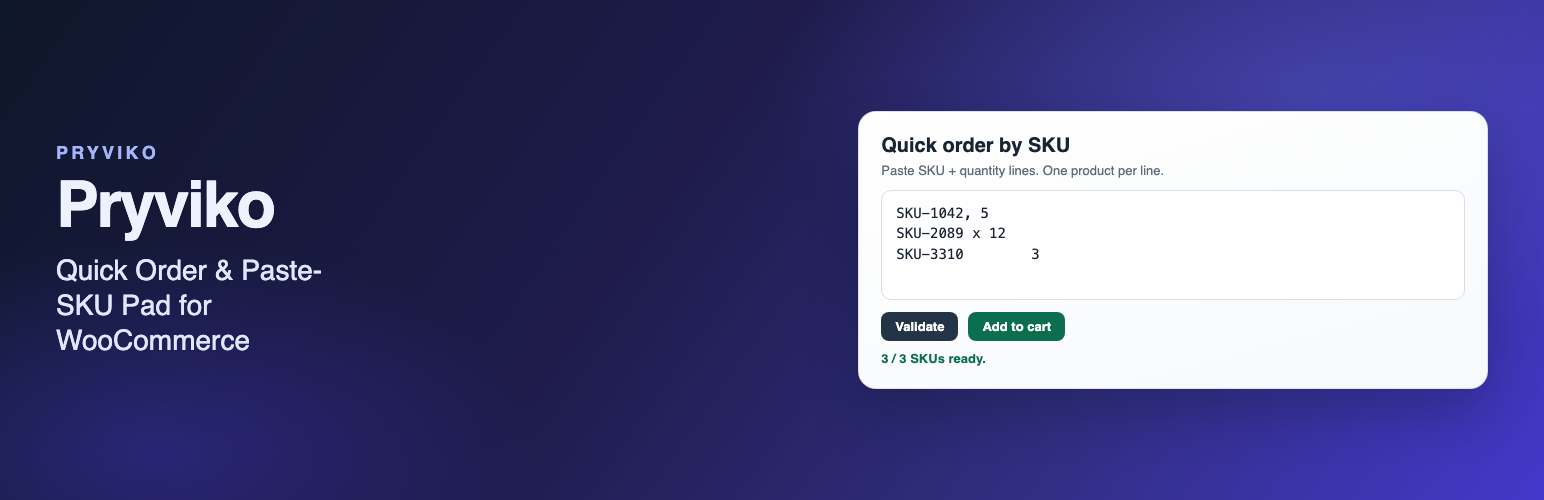 PRYVIKO
Pryviko
Quick Order & Paste-
SKU Pad for
WooCommerce
Quick order by SKU
Paste SKU + quantity lines. One product per line.
SKU-1042, 5
SKU-2089 x 12
SKU-3310	3
Validate
Add to cart
3 / 3 SKUs ready.